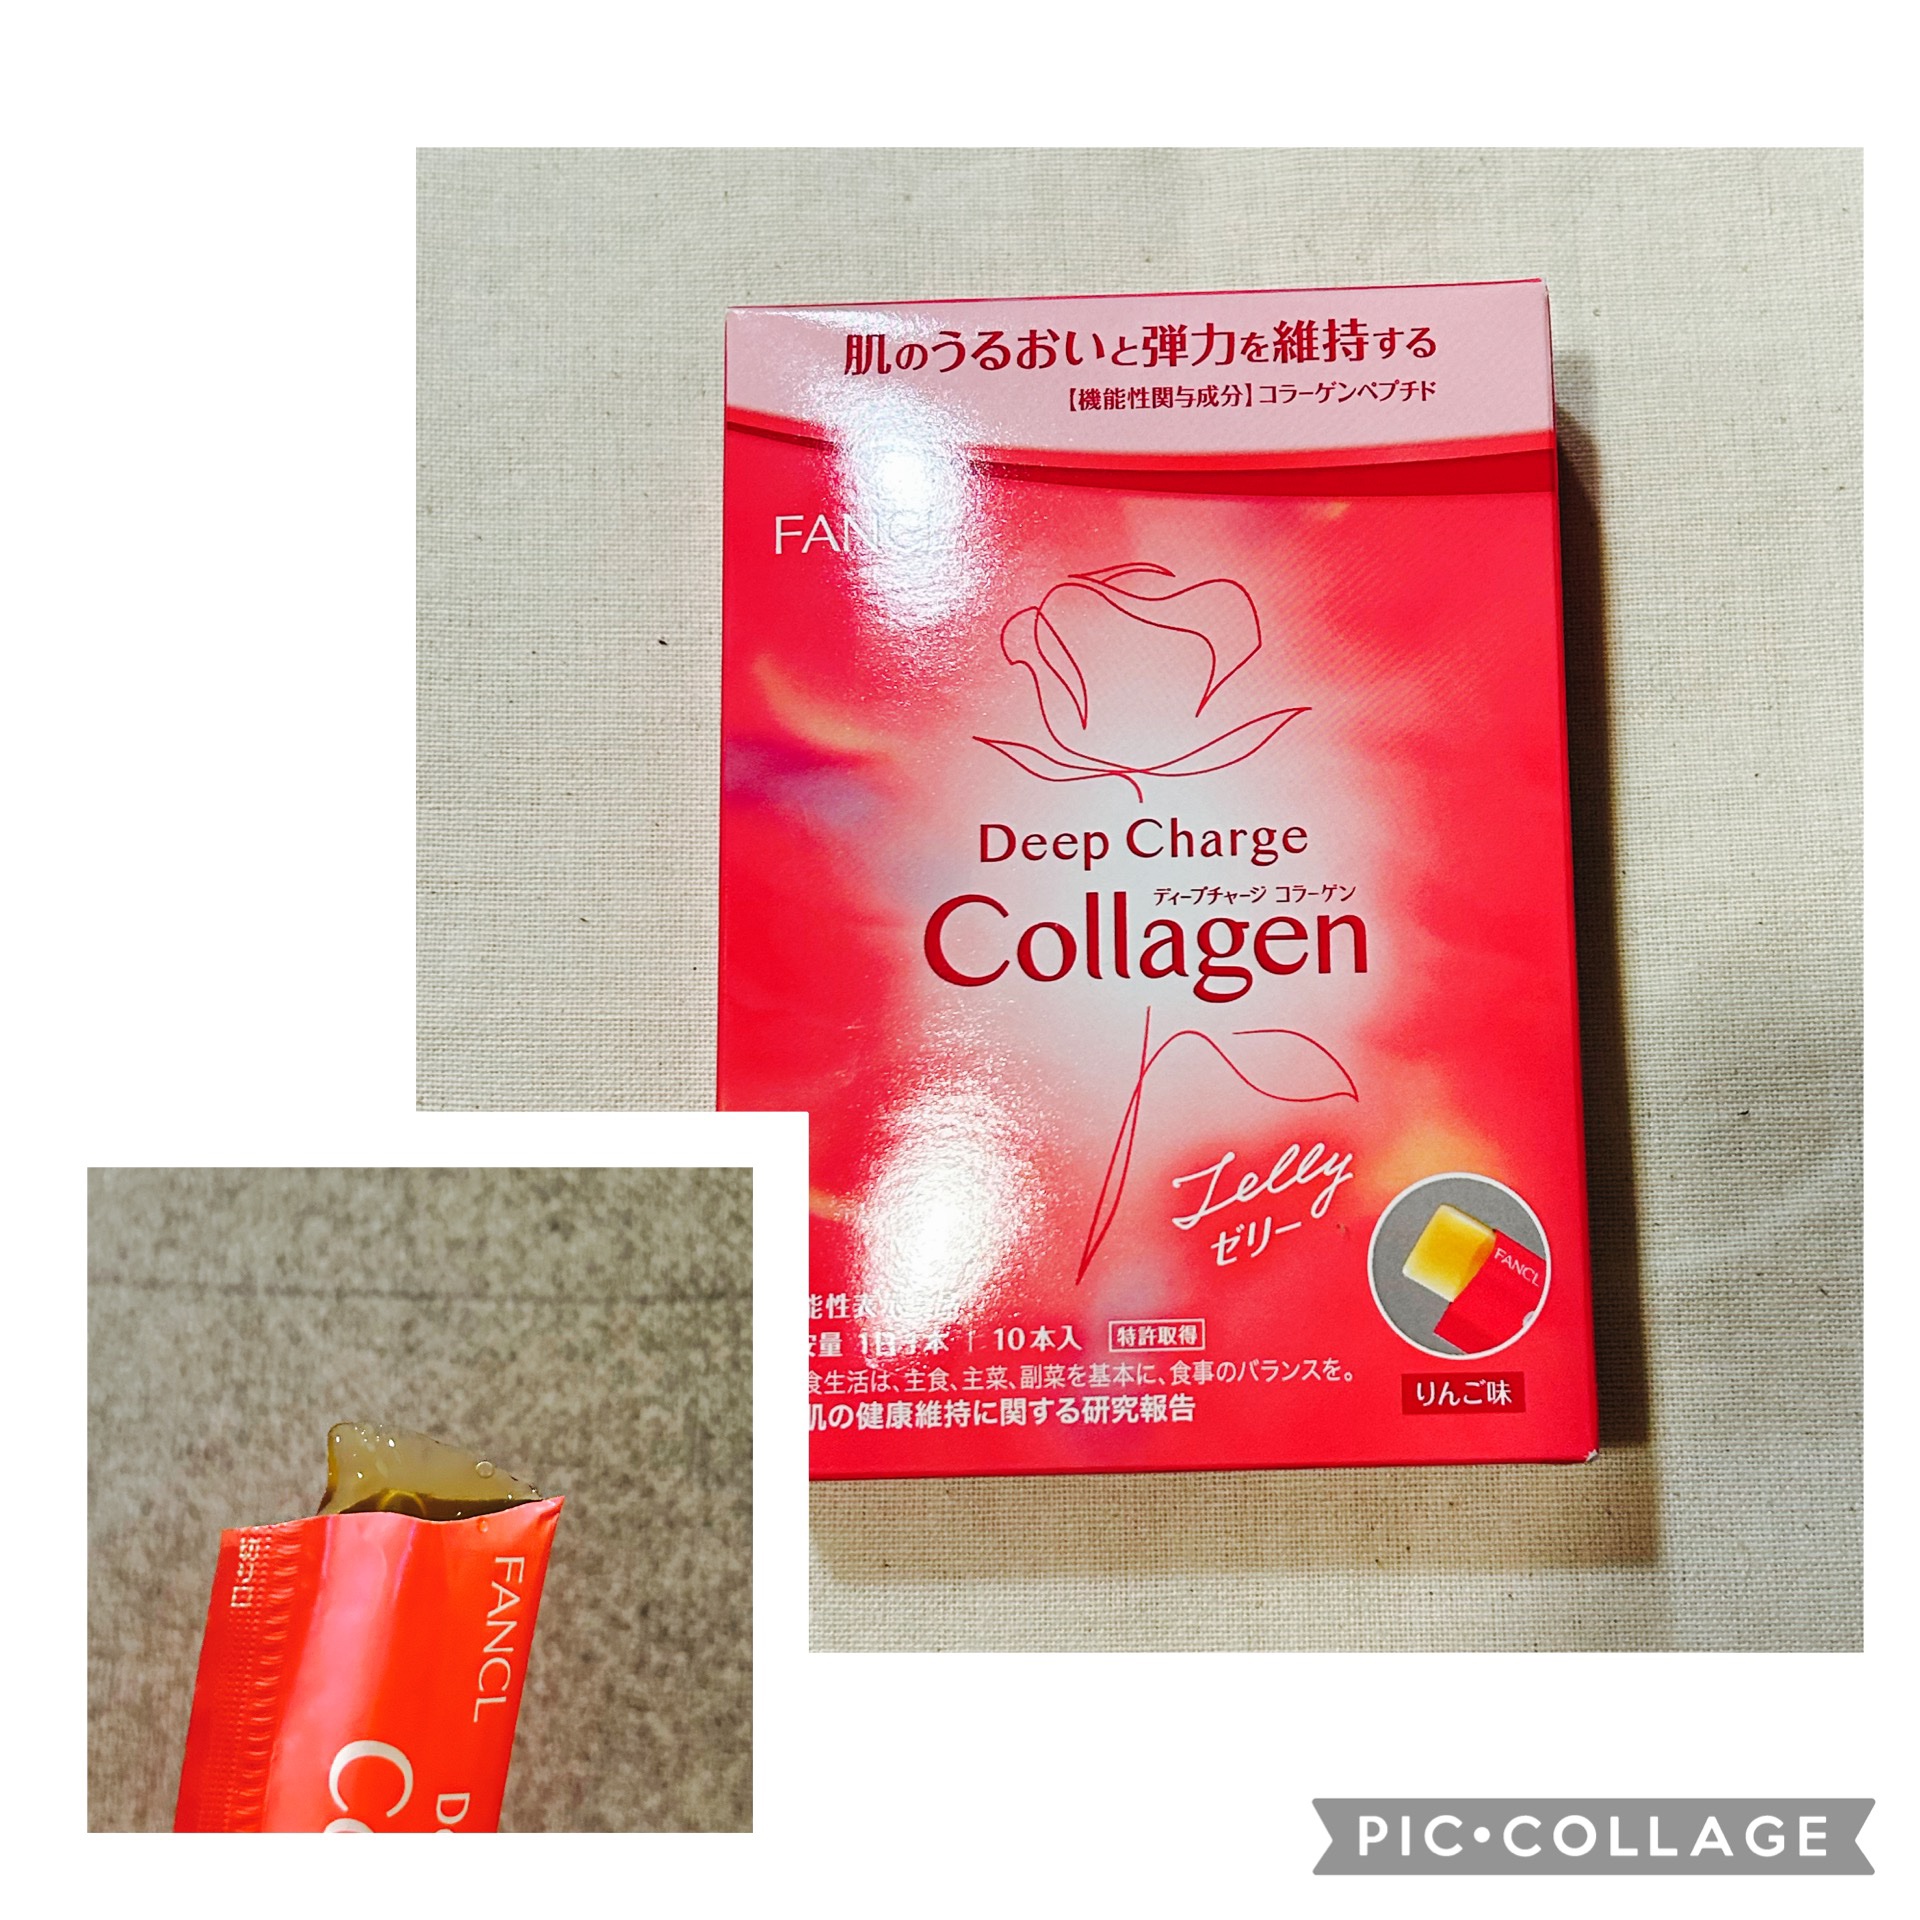 肌のうるおいと弾力を維持する
【機能性関与成分】コラーゲンペプチド
FANCL
Deep Charge
ディープチャージ コラーゲン
Collagen
Jelly
ゼリー
FANCL
りんご味
10本入 特許取得
食生活は、主食、主菜、副菜を基本に、食事のバランスを。
肌の健康維持に関する研究報告
FANCL
PIC•COLLAGE